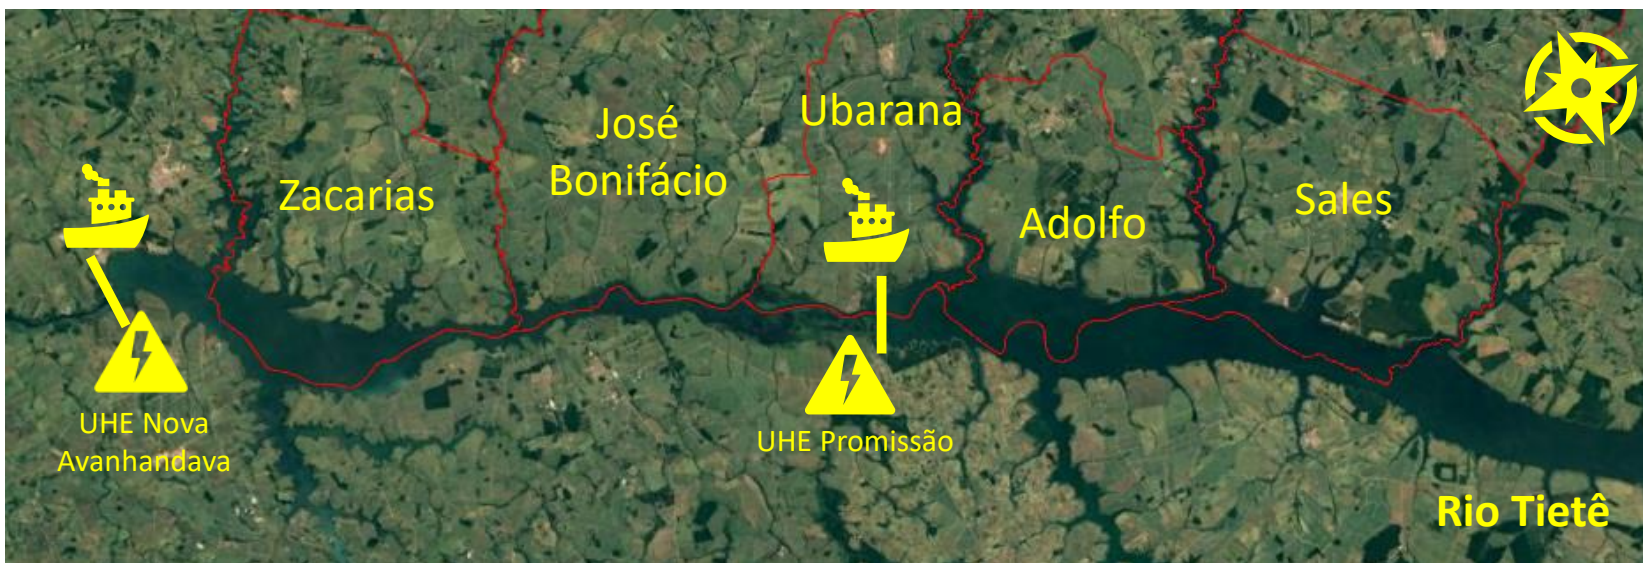 Ubarana
José
Bonifácio
Zacarias
Sales
Adolfo
UHE Nova
Avanhandava
UHE Promissão
Rio Tietê